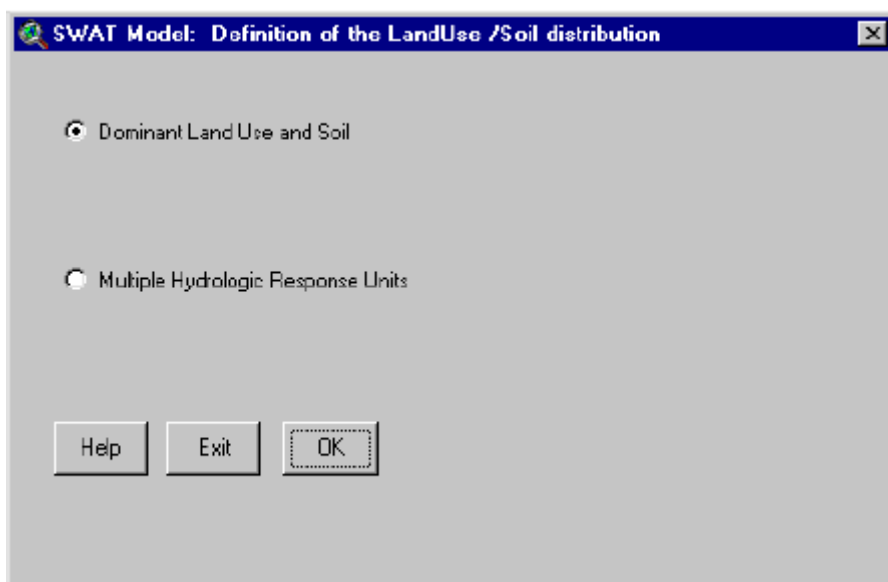 SWAT Model: Definition of the LandUse /Soil distribution
Dominant Land Use and Soil
Multiple Hydrologic Response Units
Help Exit OK